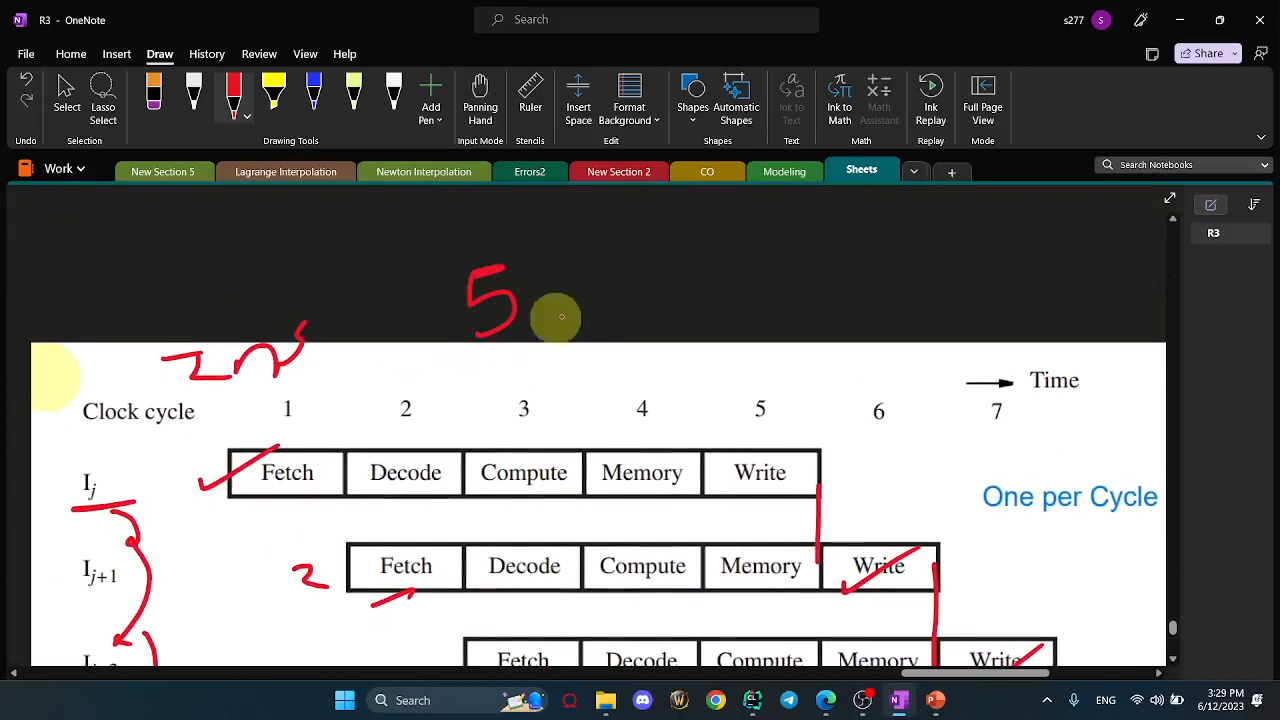 R3 - OneNote
Search
s277 S
File Home Insert Draw History Review View Help
Share
Undo
Select
Lasso Select
Selection
Drawing Tools
Add Pen
Panning Hand
Input Mode
Ruler
Insert Space
Format Background
Edit
Shapes
Automatic Shapes
Shapes
Ink to Text
Text
Ink to Math
Math Assistant
Math
Ink Replay
Replay
Full Page View
Mode
Work
New Section 5 Lagrange Interpolation Newton Interpolation Errors2 New Section 2 CO Modeling Sheets +
Search Notebooks
R3
5
2ns
Time
Clock cycle 1 2 3 4 5 6 7
Ij Fetch Decode Compute Memory Write
One per Cycle
Ij+1 2 Fetch Decode Compute Memory Write
Fetch Decode Compute Memory Write
Search
ENG
3:29 PM
6/12/2023